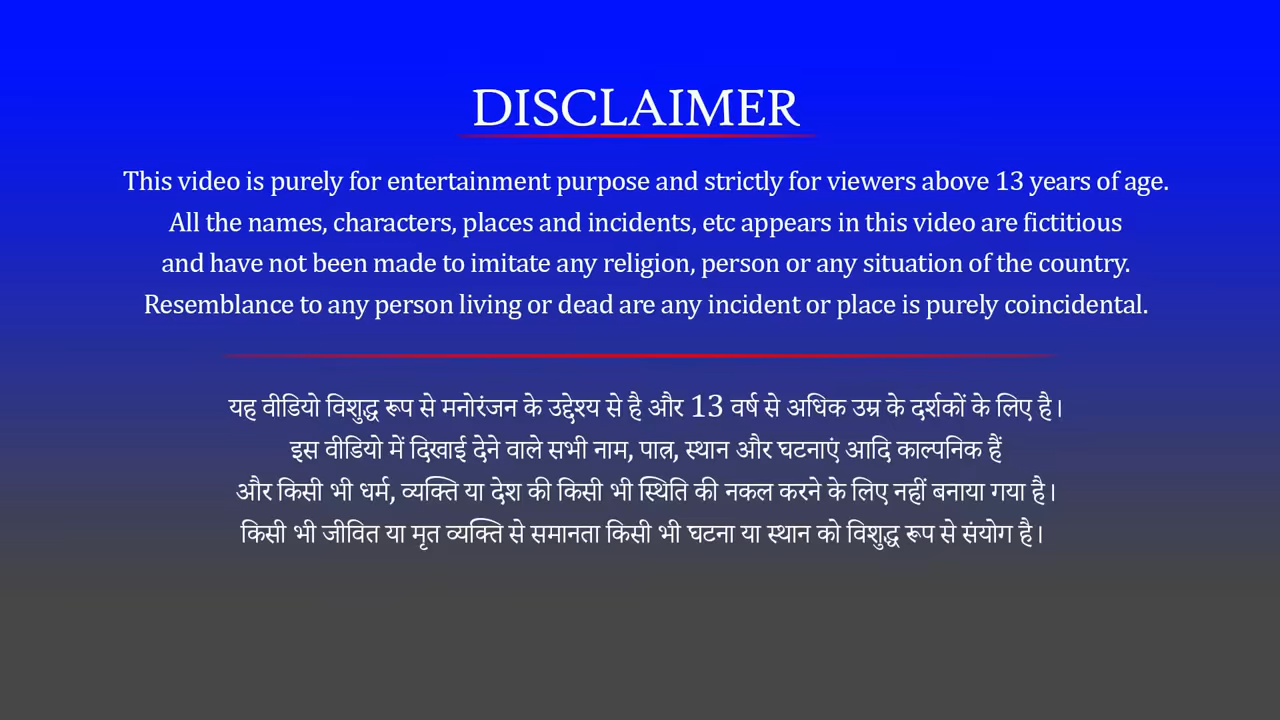 DISCLAIMER
This video is purely for entertainment purpose and strictly for viewers above 13 years of age.
All the names, characters, places and incidents, etc appears in this video are fictitious
and have not been made to imitate any religion, person or any situation of the country.
Resemblance to any person living or dead are any incident or place is purely coincidental.
यह वीडियो विशुद्ध रूप से मनोरंजन के उद्देश्य से है और 13 वर्ष से अधिक उम्र के दर्शकों के लिए है।
इस वीडियो में दिखाई देने वाले सभी नाम, पात्र, स्थान और घटनाएं आदि काल्पनिक हैं
और किसी भी धर्म, व्यक्ति या देश की किसी भी स्थिति की नकल करने के लिए नहीं बनाया गया है।
किसी भी जीवित या मृत व्यक्ति से समानता किसी भी घटना या स्थान को विशुद्ध रूप से संयोग है।